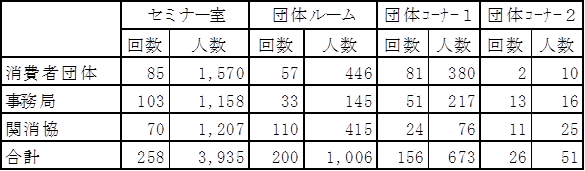 セミナー室 団体ルーム 団体ｺｰﾅｰ１ 団体ｺｰﾅｰ２
回数 人数 回数 人数 回数 人数 回数 人数
消費者団体 85 1,570 57 446 81 380 2 10
事務局 103 1,158 33 145 51 217 13 16
関消協 70 1,207 110 415 24 76 11 25
合計 258 3,935 200 1,006 156 673 26 51